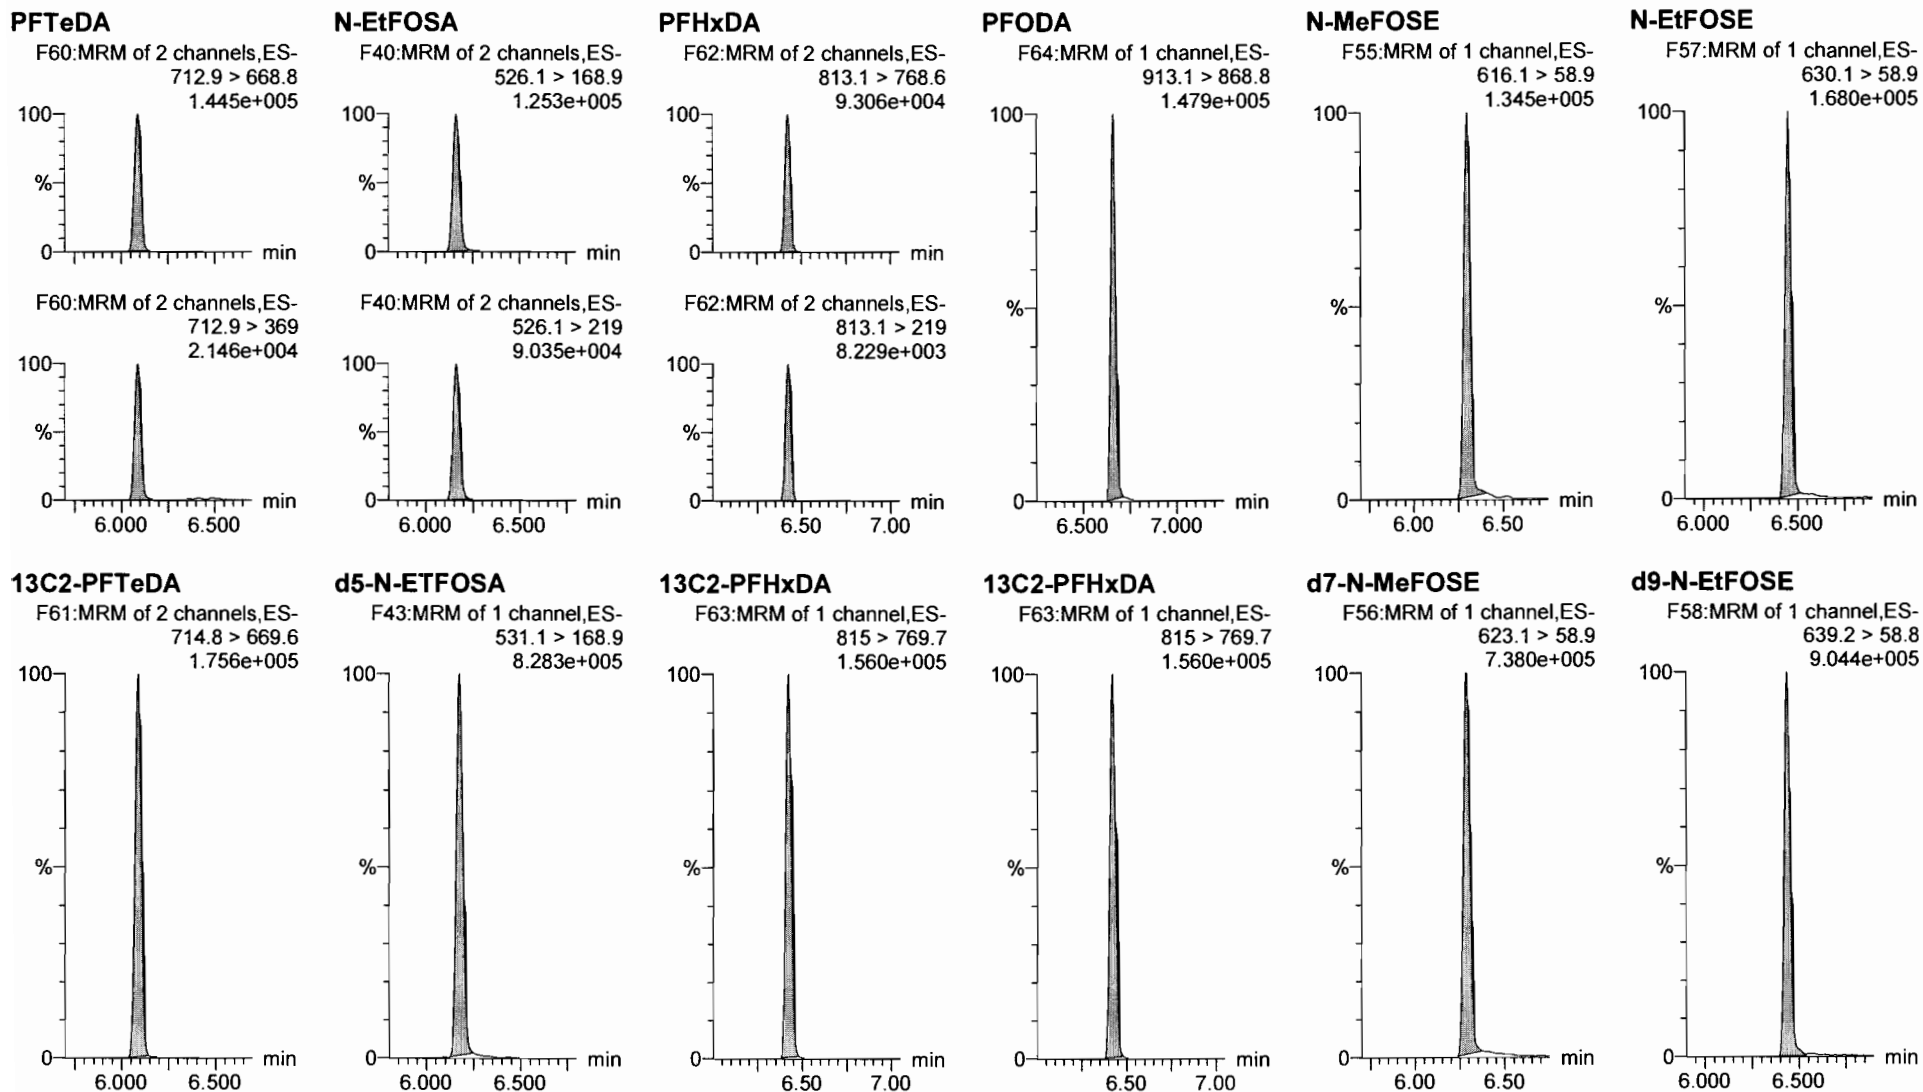 PFTeDA
F60:MRM of 2 channels,ES-
712.9 > 668.8
1.445e+005
100
%
0
min
F60:MRM of 2 channels,ES-
712.9 > 369
2.146e+004
100
%
0
min
6.000 6.500
N-EtFOSA
F40:MRM of 2 channels,ES-
526.1 > 168.9
1.253e+005
100
%
0
min
F40:MRM of 2 channels,ES-
526.1 > 219
9.035e+004
100
%
0
min
6.000 6.500
PFHxDA
F62:MRM of 2 channels,ES-
813.1 > 768.6
9.306e+004
100
%
0
min
F62:MRM of 2 channels,ES-
813.1 > 219
8.229e+003
100
%
0
min
6.50 7.00
PFODA
F64:MRM of 1 channel,ES-
913.1 > 868.8
1.479e+005
100
%
0
min
6.500 7.000
N-MeFOSE
F55:MRM of 1 channel,ES-
616.1 > 58.9
1.345e+005
100
%
0
min
6.00 6.50
N-EtFOSE
F57:MRM of 1 channel,ES-
630.1 > 58.9
1.680e+005
100
%
0
min
6.000 6.500
13C2-PFTeDA
F61:MRM of 2 channels,ES-
714.8 > 669.6
1.756e+005
100
%
0
min
6.000 6.500
d5-N-ETFOSA
F43:MRM of 1 channel,ES-
531.1 > 168.9
8.283e+005
100
%
0
min
6.000 6.500
13C2-PFHxDA
F63:MRM of 1 channel,ES-
815 > 769.7
1.560e+005
100
%
0
min
6.50 7.00
13C2-PFHxDA
F63:MRM of 1 channel,ES-
815 > 769.7
1.560e+005
100
%
0
min
6.50 7.00
d7-N-MeFOSE
F56:MRM of 1 channel,ES-
623.1 > 58.9
7.380e+005
100
%
0
min
6.00 6.50
d9-N-EtFOSE
F58:MRM of 1 channel,ES-
639.2 > 58.8
9.044e+005
100
%
0
min
6.000 6.500